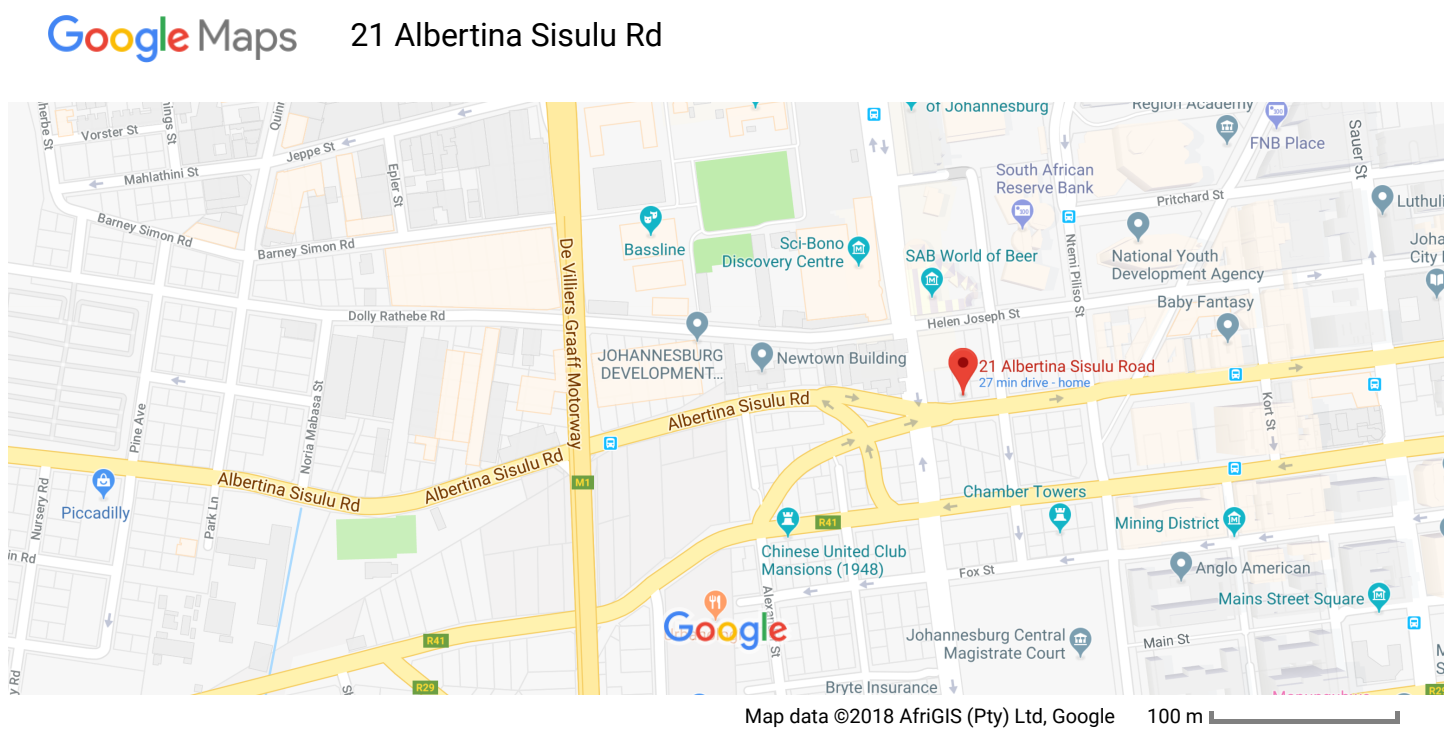 Google Maps
21 Albertina Sisulu Rd
of Johannesburg
Region Academy
FNB Place
Sauer St
Vorster St
Jeppe St
Mahlathini St
Epler St
South African
Reserve Bank
Pritchard St
Luthuli
Barney Simon Rd
Barney Simon Rd
Bassline
Sci-Bono
Discovery Centre
SAB World of Beer
Ntemi Piliso St
National Youth
Development Agency
De Villiers Graaff Motorway
Baby Fantasy
Dolly Rathebe Rd
Helen Joseph St
JOHANNESBURG
DEVELOPMENT...
Newtown Building
21 Albertina Sisulu Road
27 min drive - home
Pine Ave
Noria Mabasa St
Albertina Sisulu Rd
Kort St
Albertina Sisulu Rd
Albertina Sisulu Rd
M1
Nursery Rd
Piccadilly
Park Ln
Chamber Towers
R41
Mining District
Chinese United Club
Mansions (1948)
Fox St
Anglo American
Mains Street Square
Google
R41
Johannesburg Central
Magistrate Court
Main St
R29
Bryte Insurance
Map data ©2018 AfriGIS (Pty) Ltd, Google
100 m